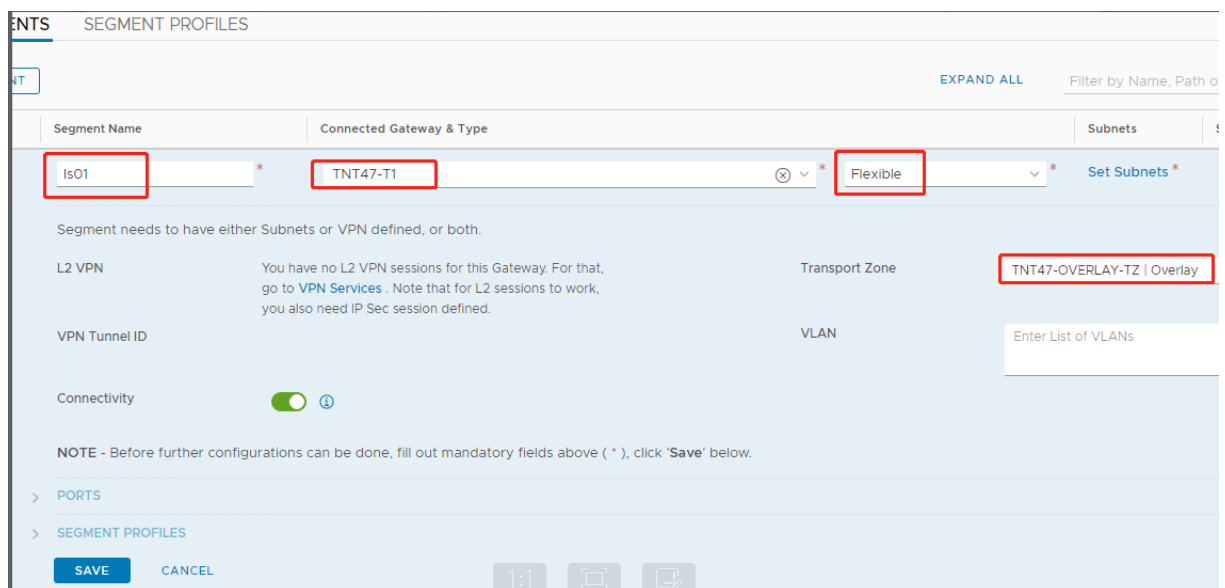 ENTS SEGMENT PROFILES
NT EXPAND ALL Filter by Name, Path o
Segment Name Connected Gateway & Type Subnets S
ls01 * TNT47-T1 * Flexible * Set Subnets *
Segment needs to have either Subnets or VPN defined, or both.
L2 VPN You have no L2 VPN sessions for this Gateway. For that, Transport Zone TNT47-OVERLAY-TZ | Overlay
go to VPN Services . Note that for L2 sessions to work,
you also need IP Sec session defined.
VPN Tunnel ID VLAN Enter List of VLANs
Connectivity
NOTE - Before further configurations can be done, fill out mandatory fields above ( * ), click 'Save' below.
PORTS
SEGMENT PROFILES
SAVE CANCEL 1:1